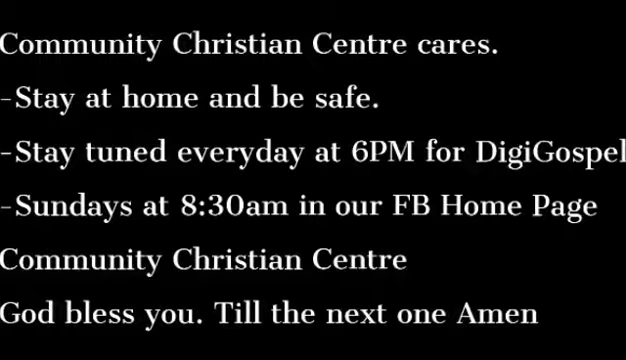 Community Christian Centre cares.
-Stay at home and be safe.
-Stay tuned everyday at 6PM for DigiGospel
-Sundays at 8:30am in our FB Home Page
Community Christian Centre
God bless you. Till the next one Amen